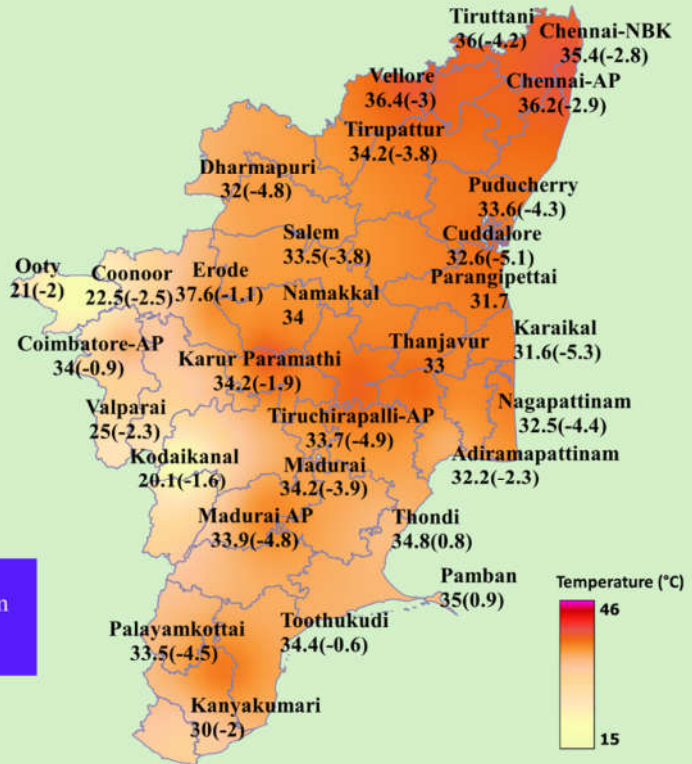 Tiruttani
36(-4.2)
Chennai-NBK
35.4(-2.8)
Vellore
36.4(-3)
Chennai-AP
36.2(-2.9)
Tirupattur
34.2(-3.8)
Dharmapuri
32(-4.8)
Puducherry
33.6(-4.3)
Salem
33.5(-3.8)
Cuddalore
32.6(-5.1)
Ooty
21(-2)
Coonoor
22.5(-2.5)
Erode
37.6(-1.1)
Namakkal
34
Parangipettai
31.7
Karaikal
31.6(-5.3)
Coimbatore-AP
34(-0.9)
Karur Paramathi
34.2(-1.9)
Thanjavur
33
Valparai
25(-2.3)
Tiruchirapalli-AP
33.7(-4.9)
Nagapattinam
32.5(-4.4)
Kodaikanal
20.1(-1.6)
Madurai
34.2(-3.9)
Adiramapattinam
32.2(-2.3)
Madurai AP
33.9(-4.8)
Thondi
34.8(0.8)
Pamban
35(0.9)
Palayamkottai
33.5(-4.5)
Toothukudi
34.4(-0.6)
Kanyakumari
30(-2)
Temperature (°C)
46
15